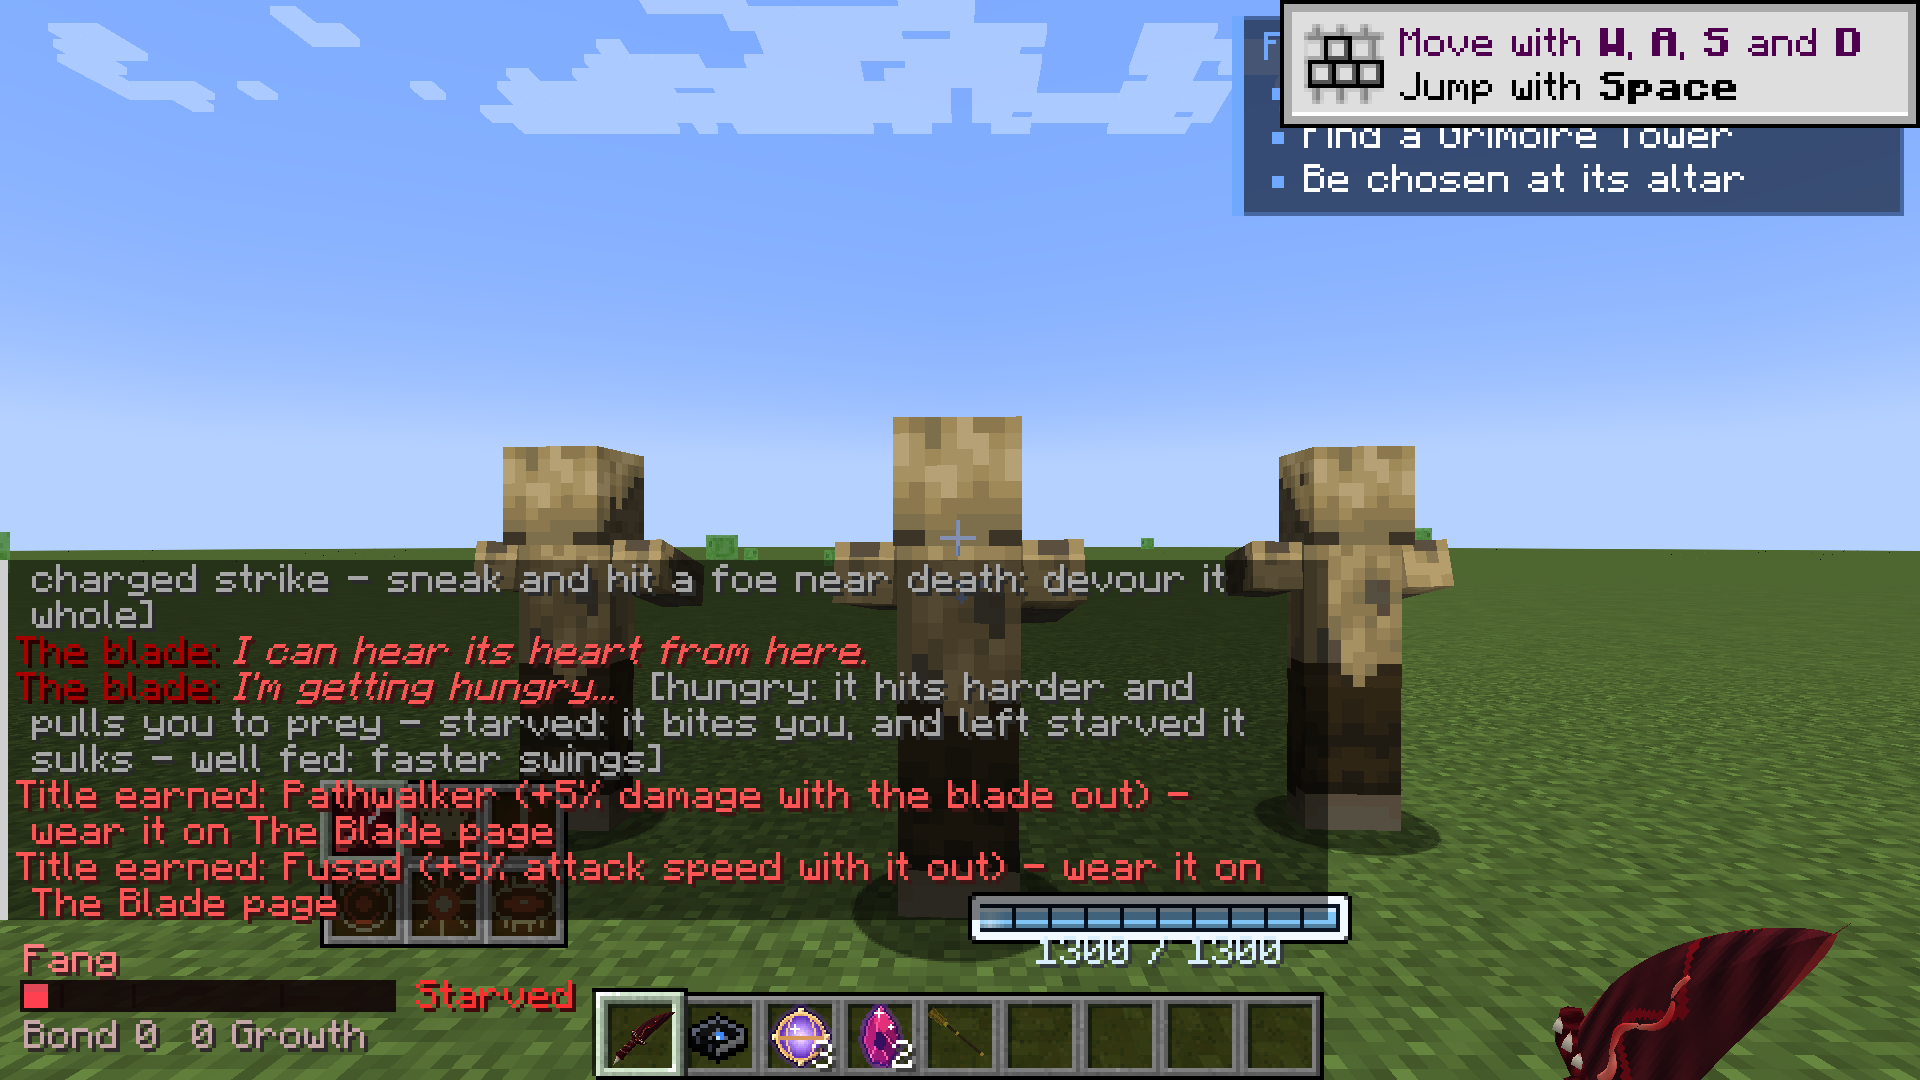 Move with W, A, S and D
Jump with Space
Find a Grimoire Tower
Be chosen at its altar
charged strike – sneak and hit a foe near death: devour it
whole]
The blade: I can hear its heart from here.
The blade: I'm getting hungry... [hungry: it hits harder and
pulls you to prey – starved: it bites you, and left starved it
sulks – well fed: faster swings]
Title earned: Pathwalker (+5% damage with the blade out) –
wear it on The Blade page
Title earned: Fused (+5% attack speed with it out) – wear it on
The Blade page
1300 / 1300
Fang
Starved
Bond 0 0 Growth
3
2